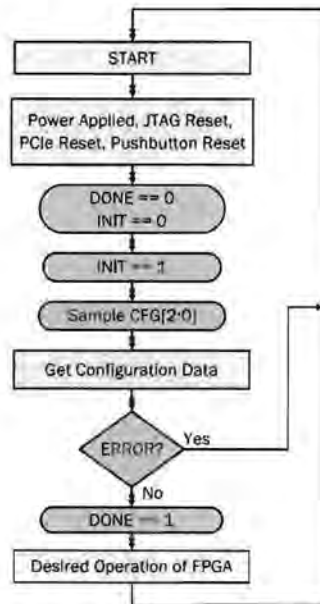 START
Power Applied, JTAG Reset,
PCIe Reset, Pushbutton Reset
DONE == 0
INIT == 0
INIT == 1
Sample CFG[2:0]
Get Configuration Data
ERROR?
Yes
No
DONE == 1
Desired Operation of FPGA